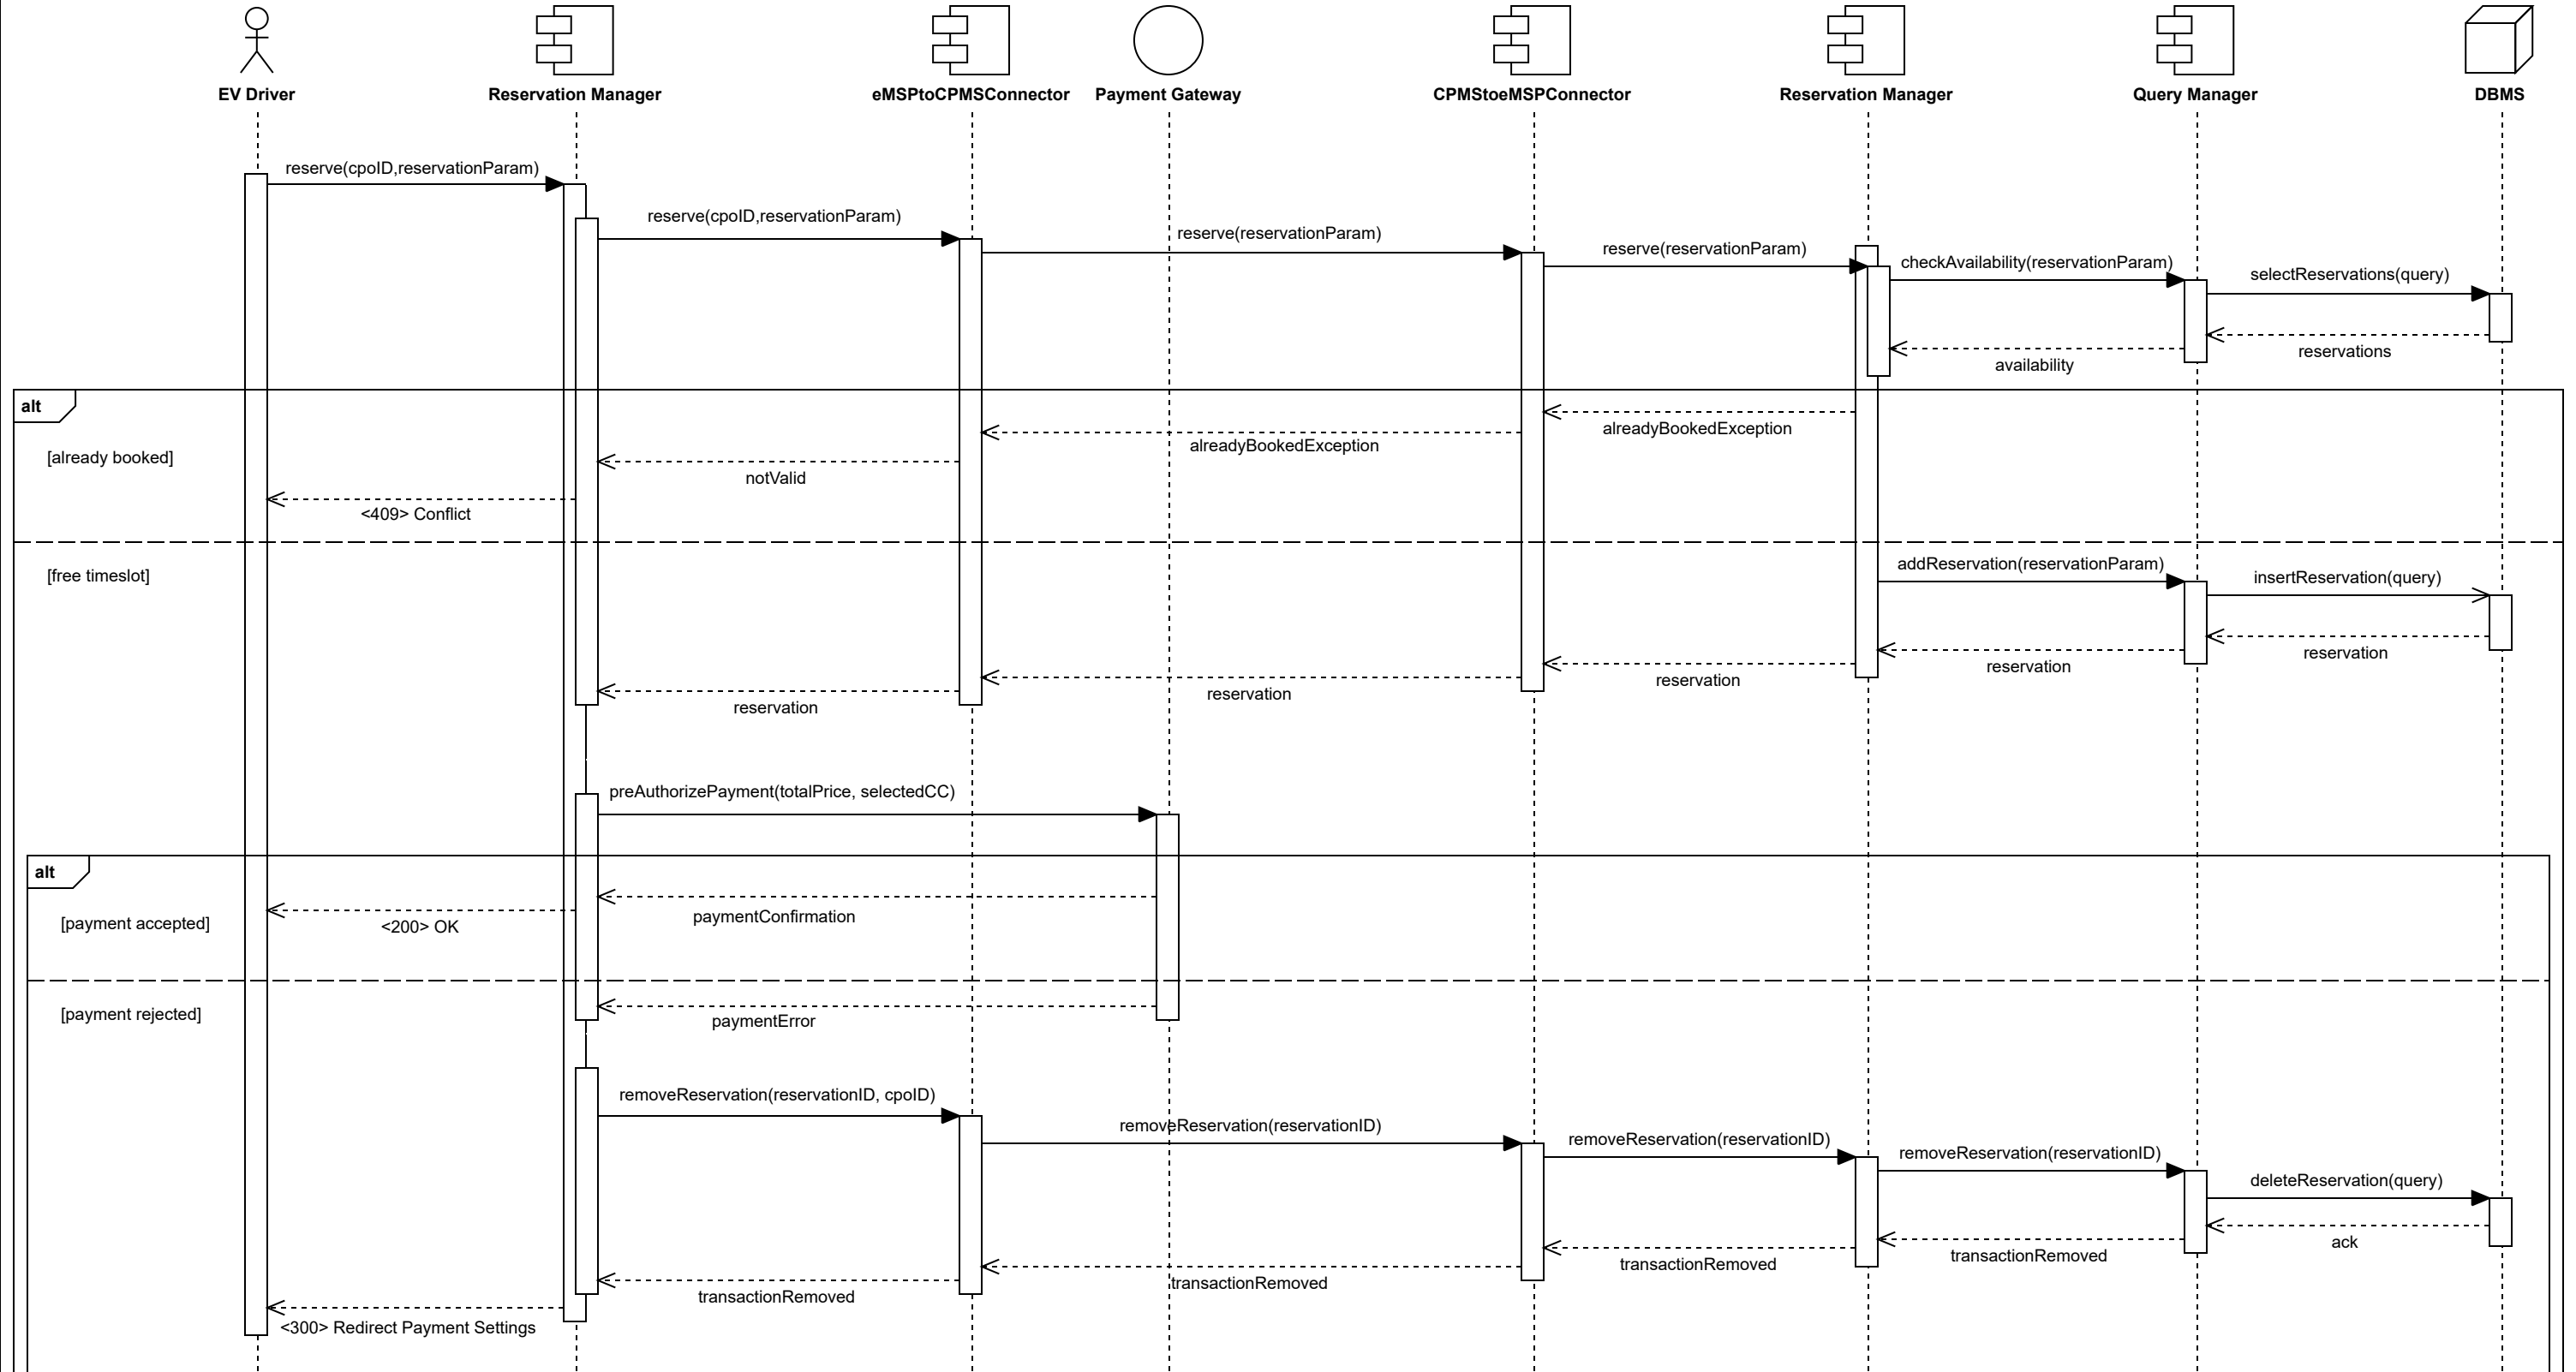 EV Driver
Reservation Manager
eMSPtoCPMSConnector
Payment Gateway
CPMStoeMSPConnector
Reservation Manager
Query Manager
DBMS
reserve(cpoID,reservationParam)
reserve(cpoID,reservationParam)
reserve(reservationParam)
reserve(reservationParam)
checkAvailability(reservationParam)
selectReservations(query)
reservations
availability
alt
[already booked]
alreadyBookedException
alreadyBookedException
notValid
<409> Conflict
[free timeslot]
addReservation(reservationParam)
insertReservation(query)
reservation
reservation
reservation
reservation
reservation
preAuthorizePayment(totalPrice, selectedCC)
alt
[payment accepted]
paymentConfirmation
<200> OK
[payment rejected]
paymentError
removeReservation(reservationID, cpoID)
removeReservation(reservationID)
removeReservation(reservationID)
removeReservation(reservationID)
deleteReservation(query)
ack
transactionRemoved
transactionRemoved
transactionRemoved
transactionRemoved
<300> Redirect Payment Settings